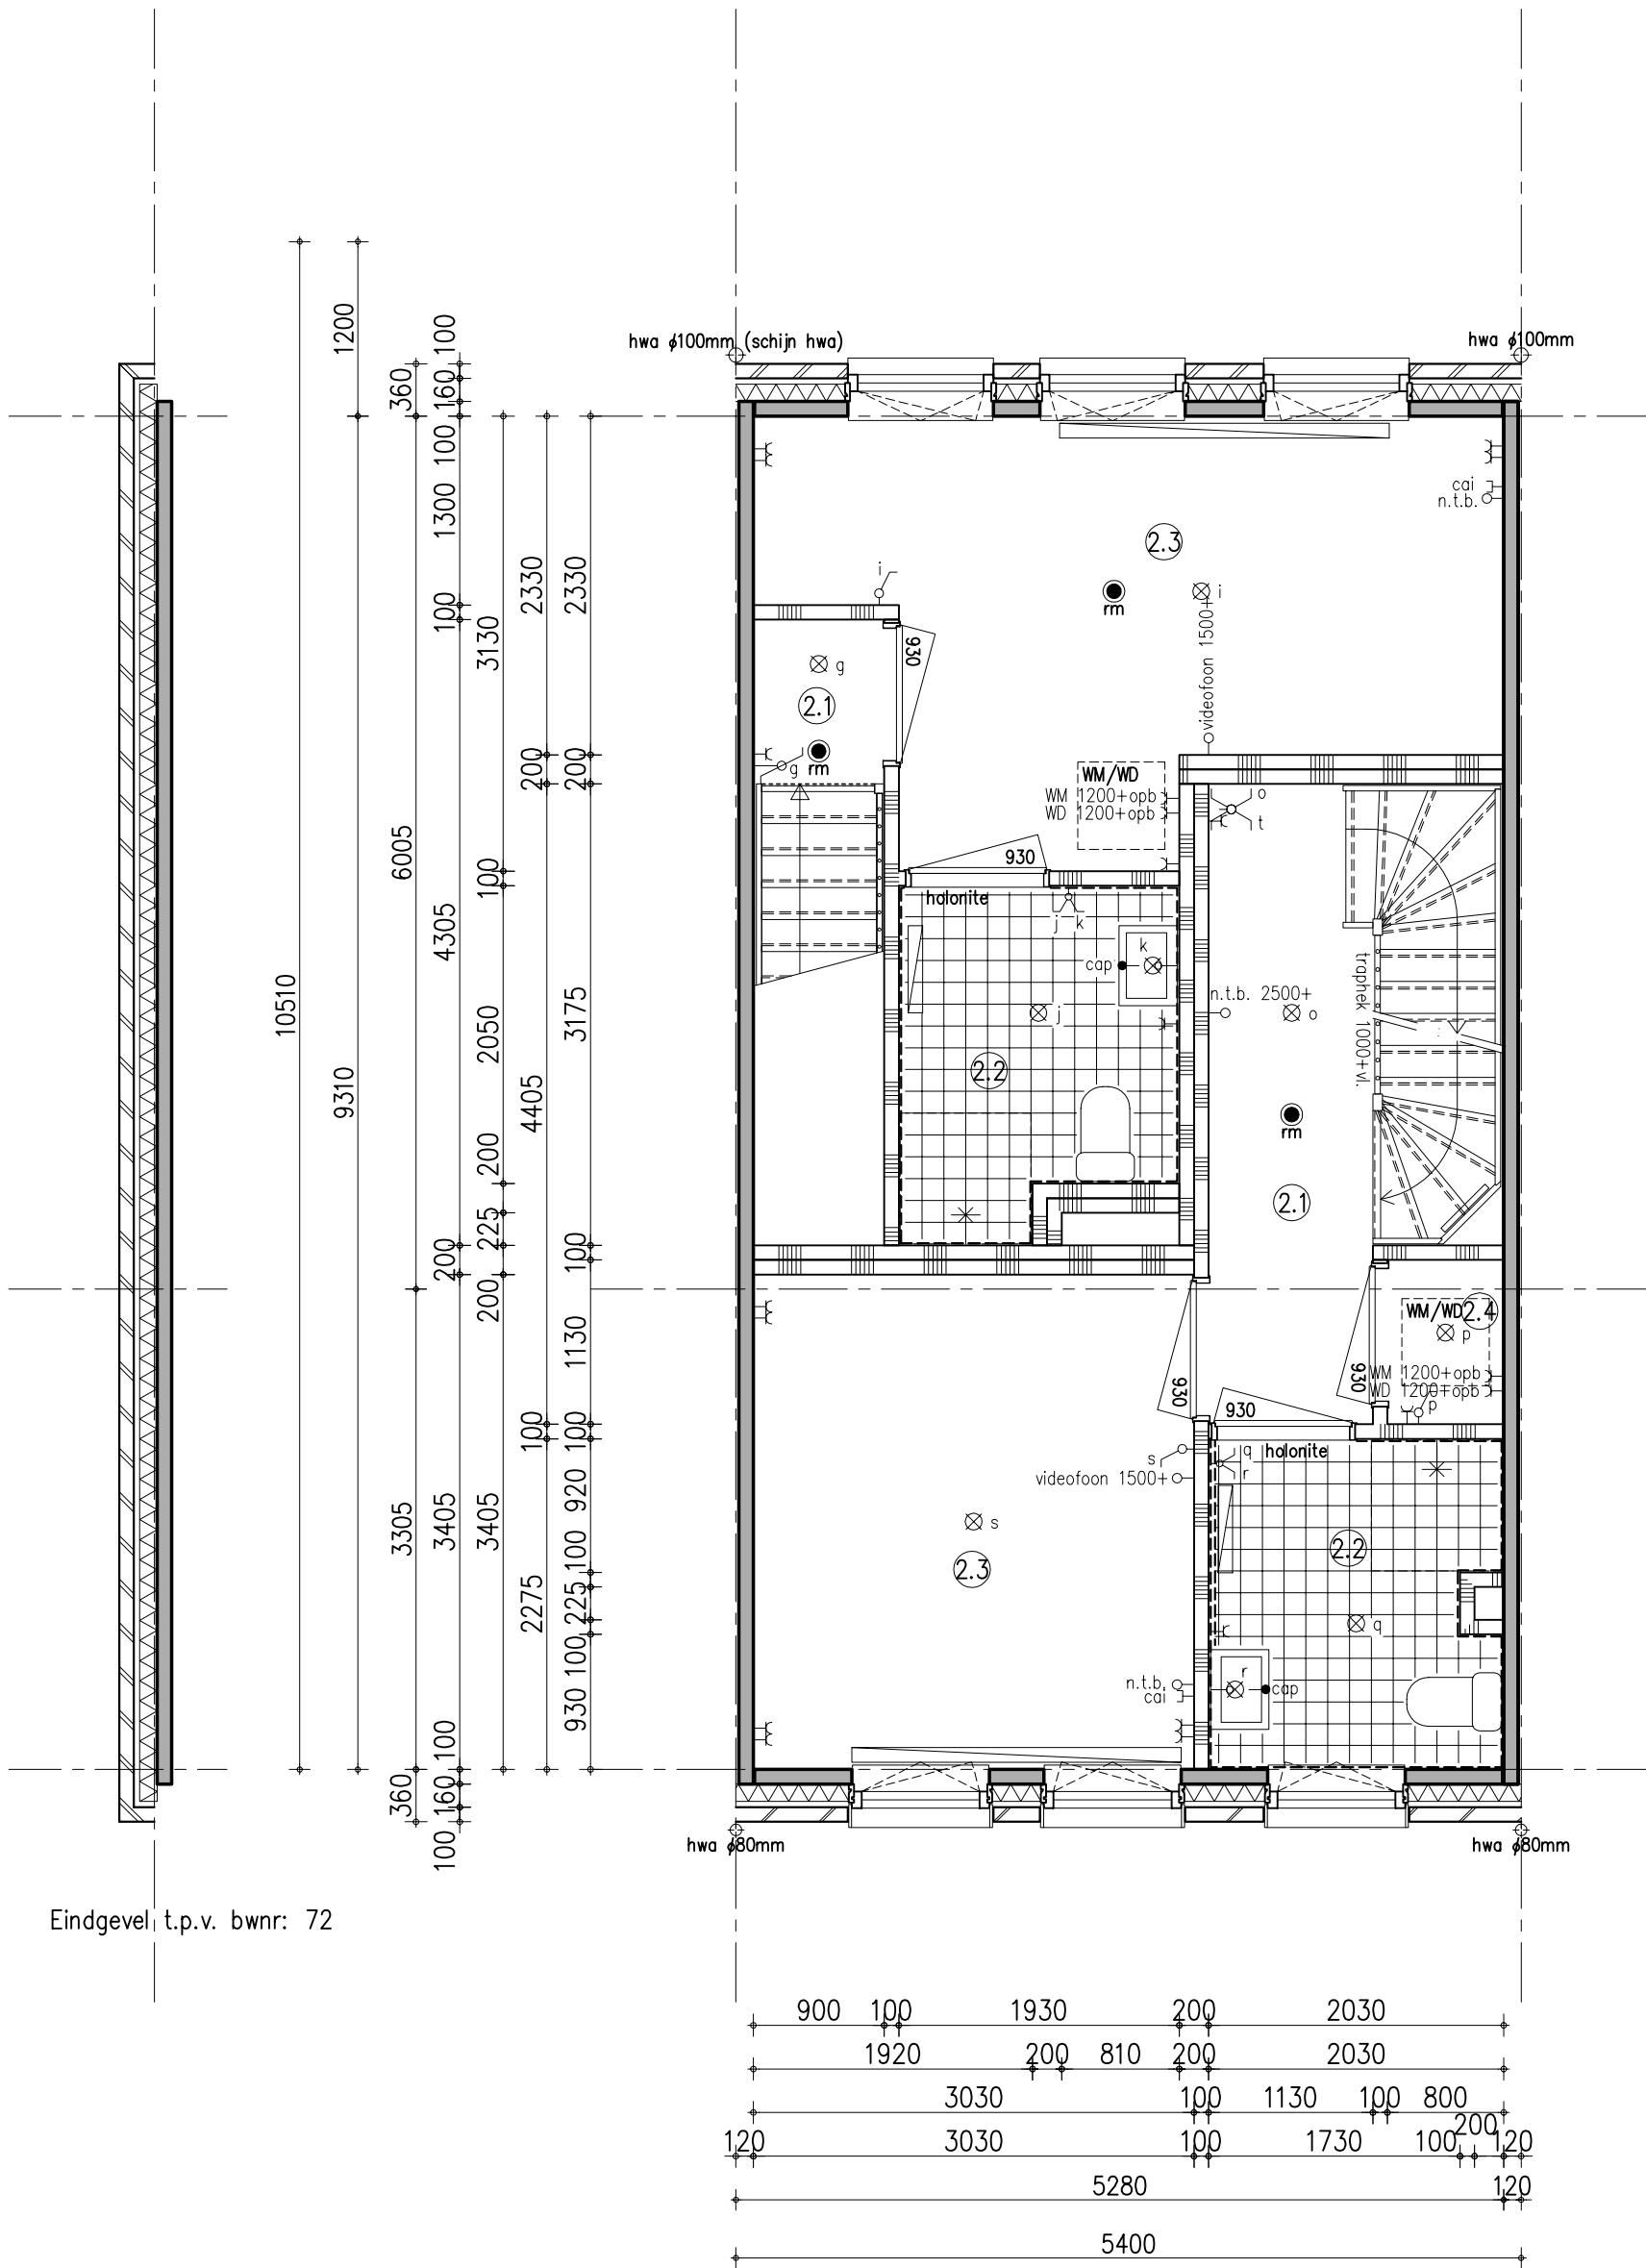 hwa ⌀100mm (schijn hwa)
hwa ⌀100mm
1200
360
100
160
100
1300
100
3130
2330
2330
200
200
6005
4305
100
10510
9310
2050
3175
4405
200
225
200
100
200
1130
100
100
3305
3405
3405
920
100
2275
225
100
930
100
360
160
100
cai
n.t.b.
2.3
i
rm
i
videofoon 1500+
930
g
2.1
g
rm
WM/WD
WM 1200+opb
WD 1200+opb
o
t
930
holonite
j
k
k
cap
j
n.t.b. 2500+
o
traphek 1000+vl.
2.2
rm
2.1
WM/WD
2.4
p
WM 1200+opb
WD 1200+opb
p
930
930
930
s
videofoon 1500+
q
r
holonite
s
2.3
2.2
q
n.t.b.
cai
r
cap
hwa ⌀80mm
hwa ⌀80mm
Eindgevel t.p.v. bwnr: 72
900 100 1930 200 2030
1920 200 810 200 2030
3030 100 1130 100 800
120 3030 100 1730 100 200 120
5280 120
5400